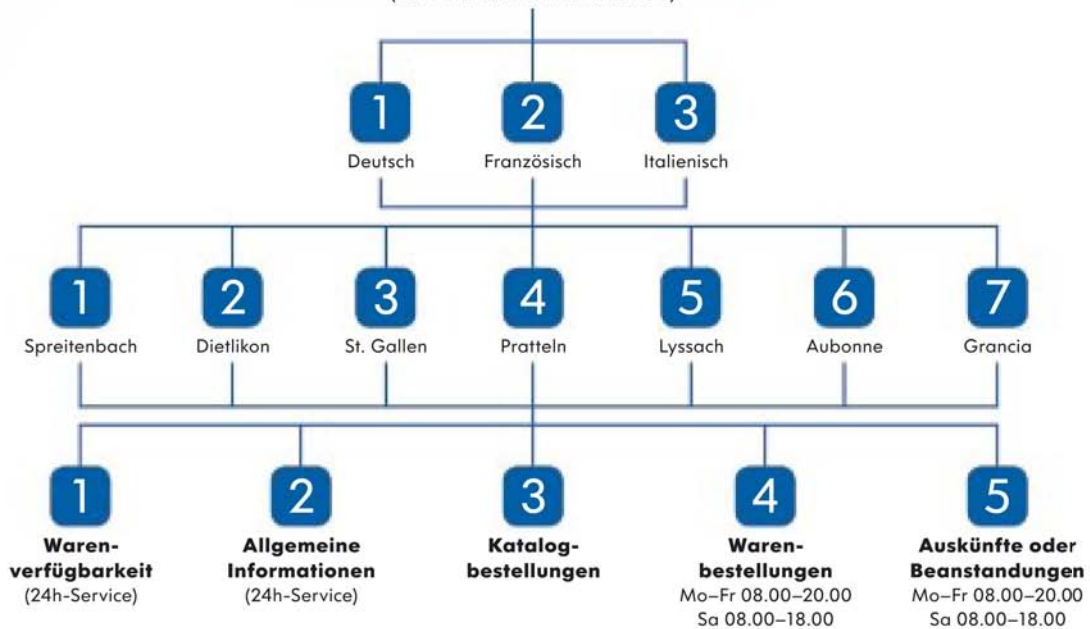 1 2 3
Deutsch Französisch Italienisch
1 2 3 4 5 6 7
Spreitenbach Dietlikon St. Gallen Pratteln Lyssach Aubonne Grancia
1 2 3 4 5
Waren- Allgemeine Katalog- Waren- Auskünfte oder
verfügbarkeit Informationen bestellungen bestellungen Beanstandungen
(24h-Service) (24h-Service) Mo–Fr 08.00–20.00 Mo–Fr 08.00–20.00
Sa 08.00–18.00 Sa 08.00–18.00